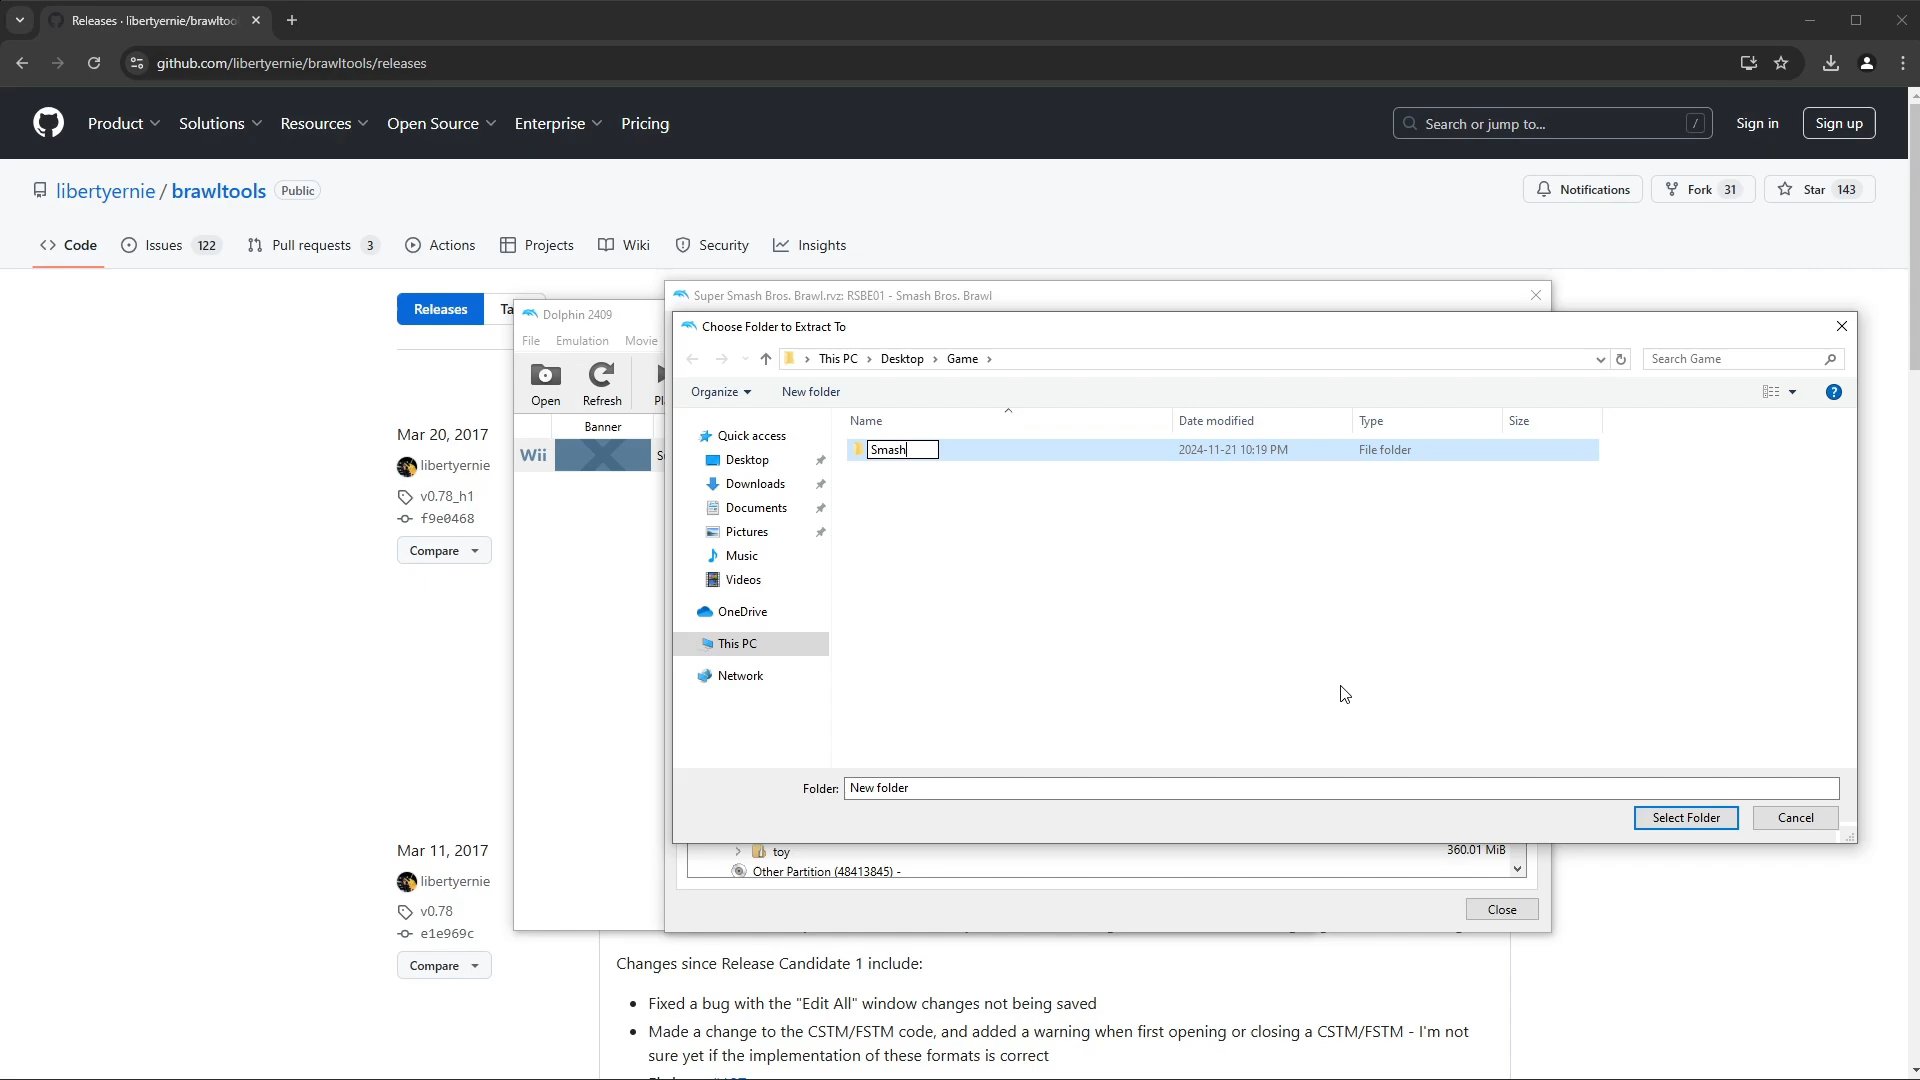 Releases · libertyernie/brawltoo
github.com/libertyernie/brawltools/releases
Product
Solutions
Resources
Open Source
Enterprise
Pricing
Search or jump to...
/
Sign in
Sign up
libertyernie / brawltools
Public
Notifications
Fork 31
Star 143
Code
Issues 122
Pull requests 3
Actions
Projects
Wiki
Security
Insights
Releases
Ta
Mar 20, 2017
libertyernie
v0.78_h1
f9e0468
Compare
Mar 11, 2017
libertyernie
v0.78
e1e969c
Compare
Dolphin 2409
File
Emulation
Movie
Open
Refresh
Pl
Banner
Wii
S
Super Smash Bros. Brawl.rvz: RSBE01 - Smash Bros. Brawl
Choose Folder to Extract To
This PC
Desktop
Game
Search Game
Organize
New folder
Name
Date modified
Type
Size
Smash
2024-11-21 10:19 PM
File folder
Quick access
Desktop
Downloads
Documents
Pictures
Music
Videos
OneDrive
This PC
Network
Folder:
New folder
Select Folder
Cancel
toy
360.01 MiB
Other Partition (48413845) -
Close
Changes since Release Candidate 1 include:
Fixed a bug with the "Edit All" window changes not being saved
Made a change to the CSTM/FSTM code, and added a warning when first opening or closing a CSTM/FSTM - I'm not
sure yet if the implementation of these formats is correct